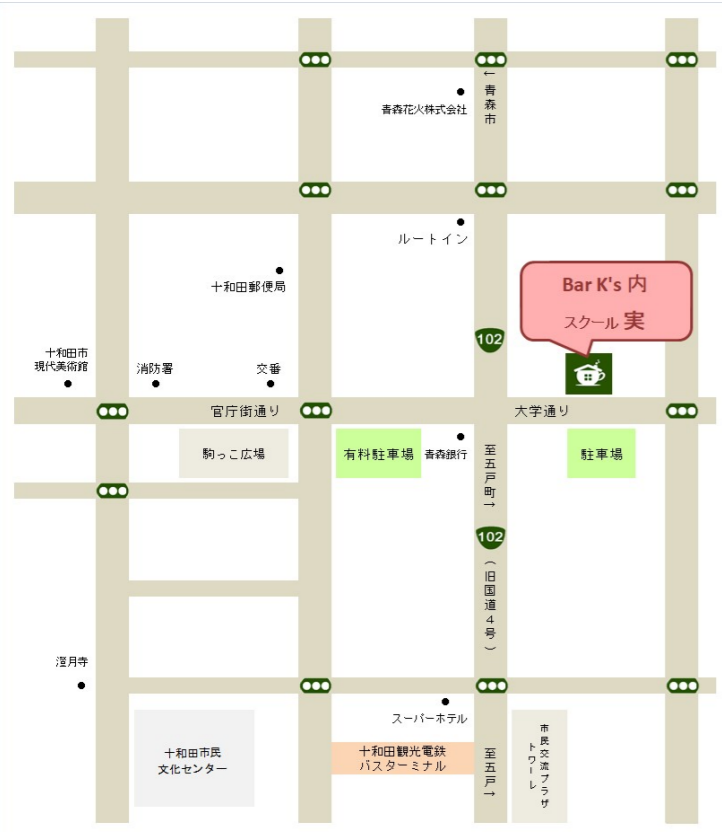 ←青森市
青森花火株式会社
ルートイン
十和田郵便局
Bar K's 内
スクール 実
102
十和田市
現代美術館
消防署
交番
官庁街通り
大学通り
駒っこ広場
有料駐車場
青森銀行
駐車場
至五戸町→
102
（旧国道4号）
澄月寺
スーパーホテル
十和田市民
文化センター
十和田観光電鉄
バスターミナル
至五戸→
市民交流プラザ
トワーレ